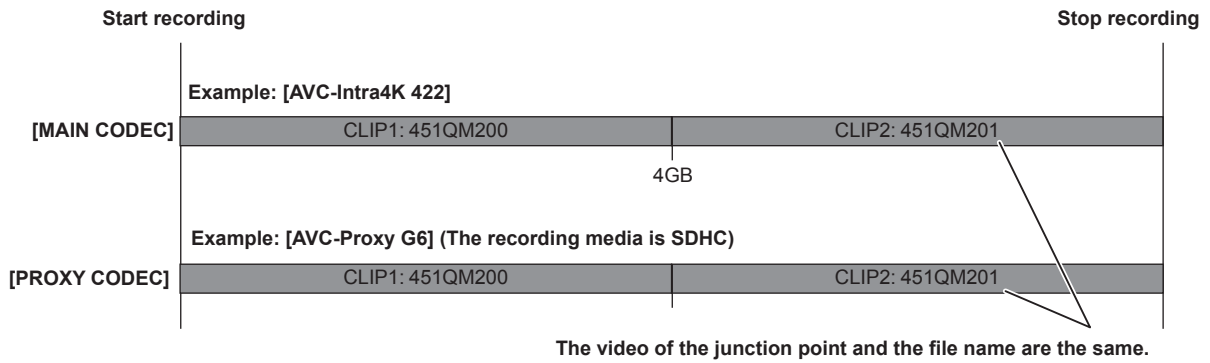 Start recording
Stop recording
Example: [AVC-Intra4K 422]
[MAIN CODEC]
CLIP1: 451QM200
CLIP2: 451QM201
4GB
Example: [AVC-Proxy G6] (The recording media is SDHC)
[PROXY CODEC]
CLIP1: 451QM200
CLIP2: 451QM201
The video of the junction point and the file name are the same.